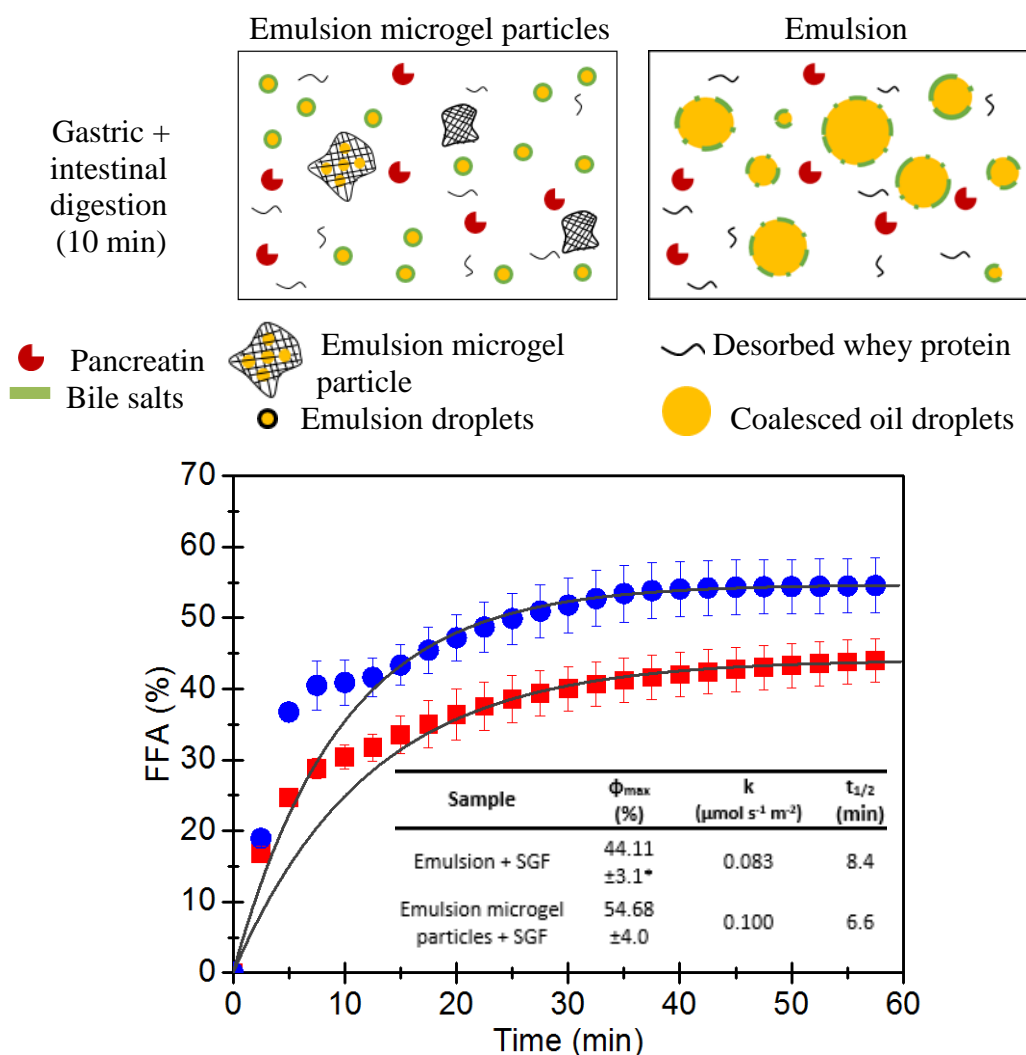 Emulsion microgel particles
Emulsion
Gastric +
intestinal
digestion
(10 min)
Pancreatin
Bile salts
Emulsion microgel
particle
Emulsion droplets
Desorbed whey protein
Coalesced oil droplets
FFA (%)
70
60
50
40
30
20
10
0
Sample ϕmax (%) k (µmol s⁻¹ m⁻²) t1/2 (min)
Emulsion + SGF 44.11 ±3.1* 0.083 8.4
Emulsion microgel particles + SGF 54.68 ±4.0 0.100 6.6
0 10 20 30 40 50 60
Time (min)